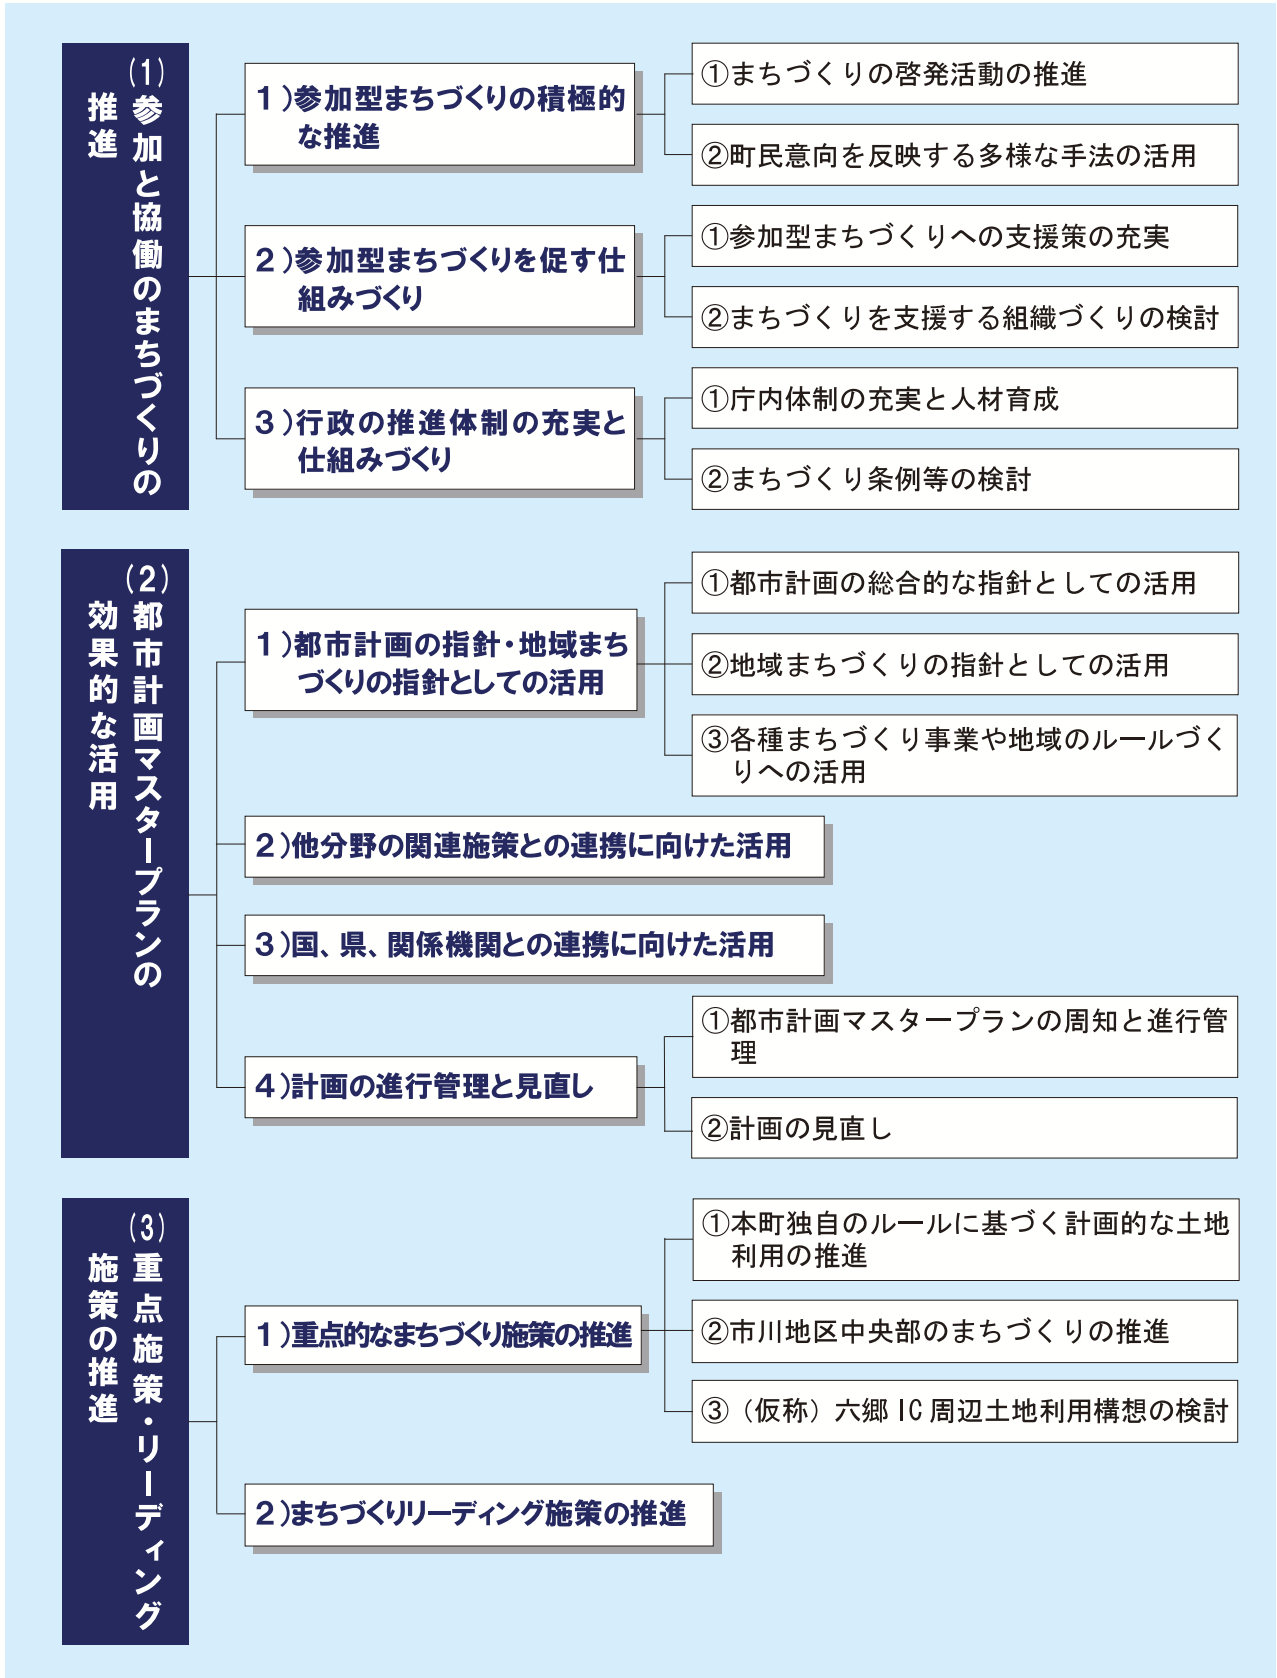 (1)参加と協働のまちづくりの
推進
1)参加型まちづくりの積極的
な推進
①まちづくりの啓発活動の推進
②町民意向を反映する多様な手法の活用
2)参加型まちづくりを促す仕
組みづくり
①参加型まちづくりへの支援策の充実
②まちづくりを支援する組織づくりの検討
3)行政の推進体制の充実と
仕組みづくり
①庁内体制の充実と人材育成
②まちづくり条例等の検討
(2)都市計画マスタープランの
効果的な活用
1)都市計画の指針・地域まち
づくりの指針としての活用
①都市計画の総合的な指針としての活用
②地域まちづくりの指針としての活用
③各種まちづくり事業や地域のルールづく
りへの活用
2)他分野の関連施策との連携に向けた活用
3)国、県、関係機関との連携に向けた活用
4)計画の進行管理と見直し
①都市計画マスタープランの周知と進行管
理
②計画の見直し
(3)重点施策・リーディング
施策の推進
1)重点的なまちづくり施策の推進
①本町独自のルールに基づく計画的な土地
利用の推進
②市川地区中央部のまちづくりの推進
③（仮称）六郷IC周辺土地利用構想の検討
2)まちづくりリーディング施策の推進